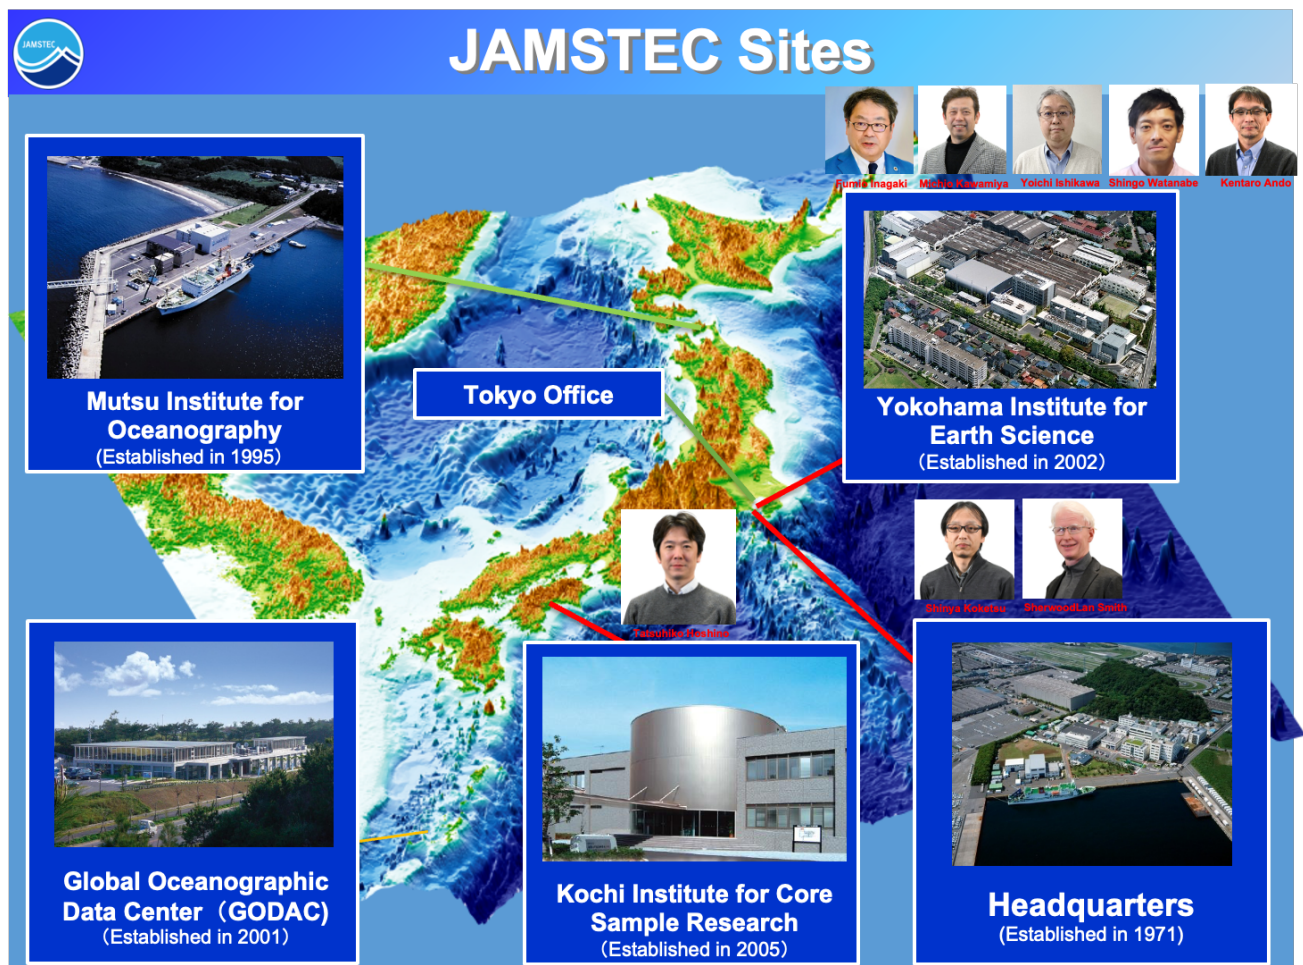 JAMSTEC
JAMSTEC Sites
Fumio Inagaki
Michio Kawamiya
Yoichi Ishikawa
Shingo Watanabe
Kentaro Ando
Mutsu Institute for
Oceanography
(Established in 1995)
Tokyo Office
Yokohama Institute for
Earth Science
(Established in 2002)
Tatsuhiko Hoshino
Shinya Kouketsu
SherwoodLan Smith
Global Oceanographic
Data Center（GODAC)
(Established in 2001)
Kochi Institute for Core
Sample Research
(Established in 2005)
Headquarters
(Established in 1971)